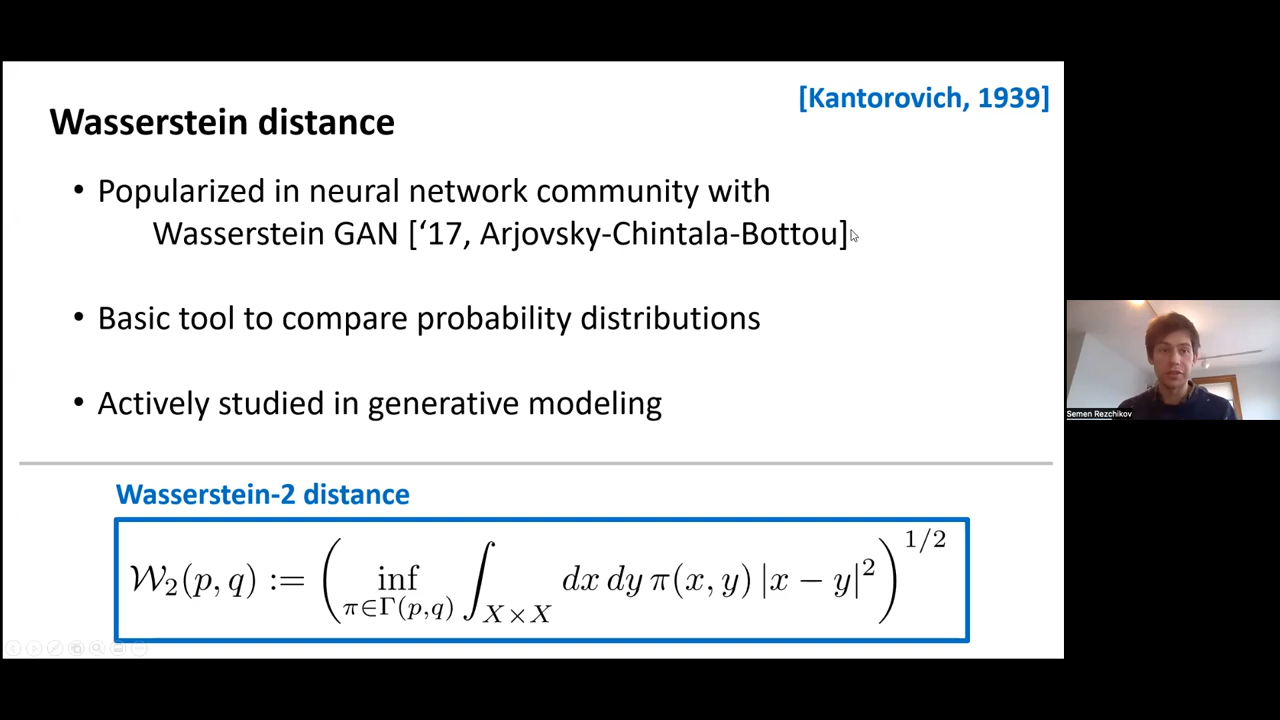 [Kantorovich, 1939]
Wasserstein distance
• Popularized in neural network community with
Wasserstein GAN [‘17, Arjovsky-Chintala-Bottou]
• Basic tool to compare probability distributions
• Actively studied in generative modeling
Wasserstein-2 distance
𝒲₂(p, q) := ( inf_{π∈Γ(p,q)} ∫_{X×X} dx dy π(x, y) |x − y|² )^{1/2}
Semen Rezchikov